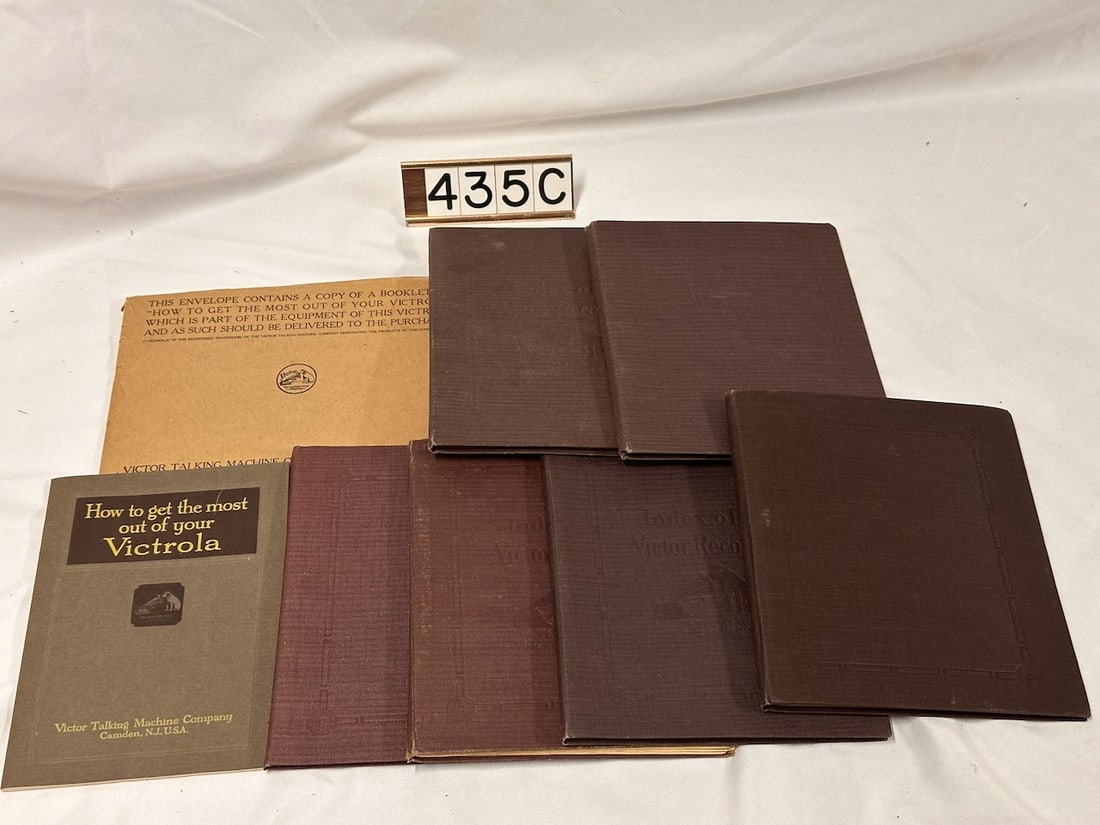 435C
THIS ENVELOPE CONTAINS A COPY OF A BOOKLET
"HOW TO GET THE MOST OUT OF YOUR VICTRO
WHICH IS PART OF THE EQUIPMENT OF THIS VICTR
AND AS SUCH SHOULD BE DELIVERED TO THE PURCHA
VICTOR TALKING MACHINE
How to get the most
out of your
Victrola
Victor Talking Machine Company
Camden, N.J., U.S.A.
Victor
Index of
Victor Reco